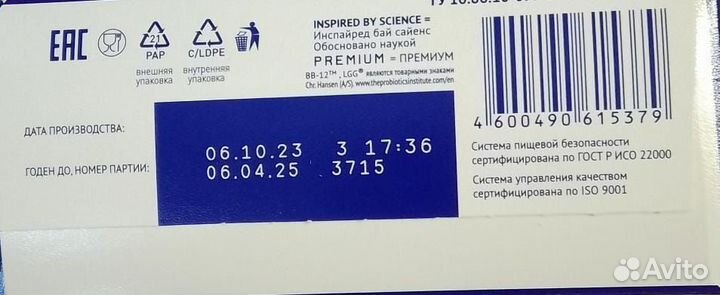 ЕАС
21
PAP
C/LDPE
внешняя
упаковка
внутренняя
упаковка
INSPIRED BY SCIENCE =
Инспайред бай сайенс
Обосновано наукой
PREMIUM = ПРЕМИУМ
BB-12™, LGG® являются товарными знаками
Chr. Hansen (A/S). www.theprobioticsinstitute.com/en
ДАТА ПРОИЗВОДСТВА:
06.10.23 3 17:36
ГОДЕН ДО, НОМЕР ПАРТИИ:
06.04.25 3715
4 600490 615379
Система пищевой безопасности
сертифицирована по ГОСТ Р ИСО 22000
Система управления качеством
сертифицирована по ISO 9001
Avito